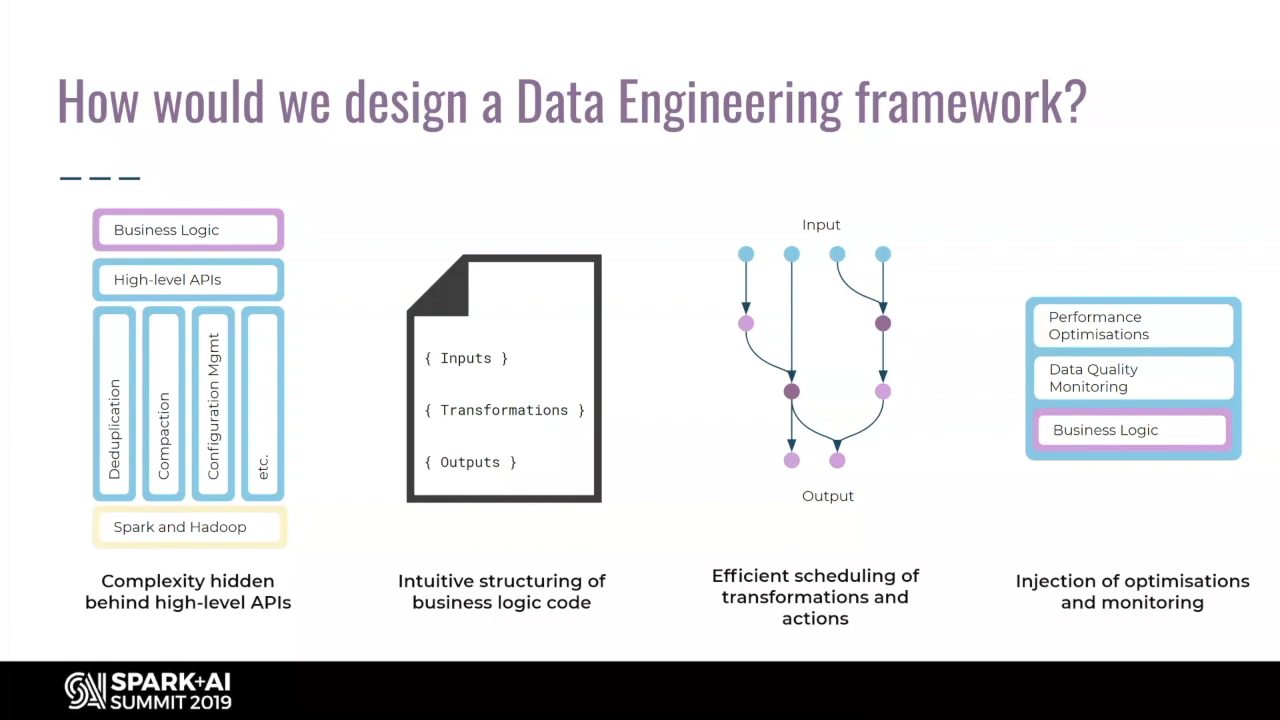 How would we design a Data Engineering framework?
Business Logic
High-level APIs
Deduplication
Compaction
Configuration Mgmt
etc.
Spark and Hadoop
Complexity hidden
behind high-level APIs
{ Inputs }
{ Transformations }
{ Outputs }
Intuitive structuring of
business logic code
Input
Output
Efficient scheduling of
transformations and
actions
Performance
Optimisations
Data Quality
Monitoring
Business Logic
Injection of optimisations
and monitoring
SPARK+AI
SUMMIT 2019